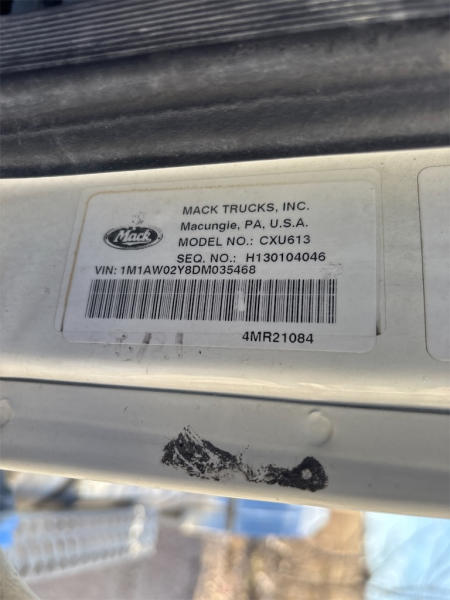 Mack
MACK TRUCKS, INC.
Macungie, PA, U.S.A.
MODEL NO.: CXU613
SEQ. NO.: H130104046
VIN: 1M1AW02Y8DM035468
4MR21084